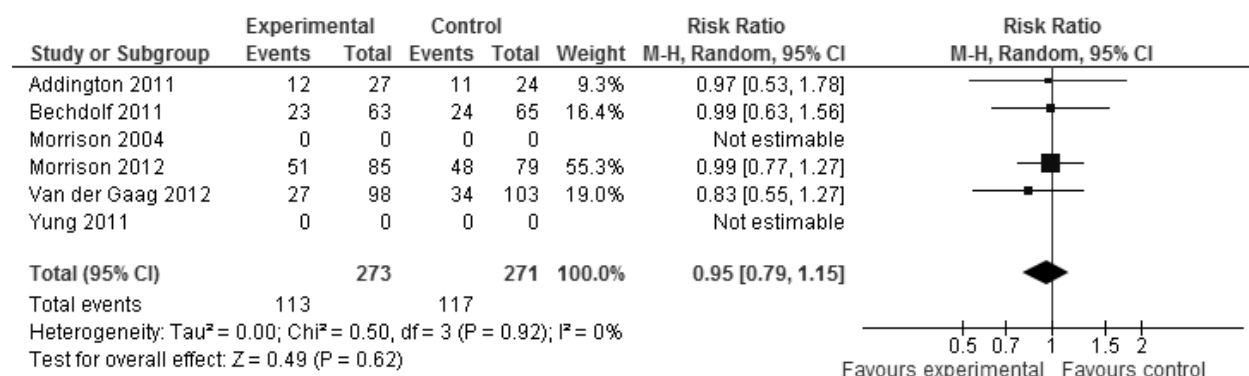 Experimental Control Risk Ratio Risk Ratio
Study or Subgroup Events Total Events Total Weight M-H, Random, 95% CI M-H, Random, 95% CI
Addington 2011 12 27 11 24 9.3% 0.97 [0.53, 1.78]
Bechdolf 2011 23 63 24 65 16.4% 0.99 [0.63, 1.56]
Morrison 2004 0 0 0 0 Not estimable
Morrison 2012 51 85 48 79 55.3% 0.99 [0.77, 1.27]
Van der Gaag 2012 27 98 34 103 19.0% 0.83 [0.55, 1.27]
Yung 2011 0 0 0 0 Not estimable
Total (95% CI) 273 271 100.0% 0.95 [0.79, 1.15]
Total events 113 117
Heterogeneity: Tau² = 0.00; Chi² = 0.50, df = 3 (P = 0.92); I² = 0%
Test for overall effect: Z = 0.49 (P = 0.62)
0.5 0.7 1 1.5 2
Favours experimental Favours control